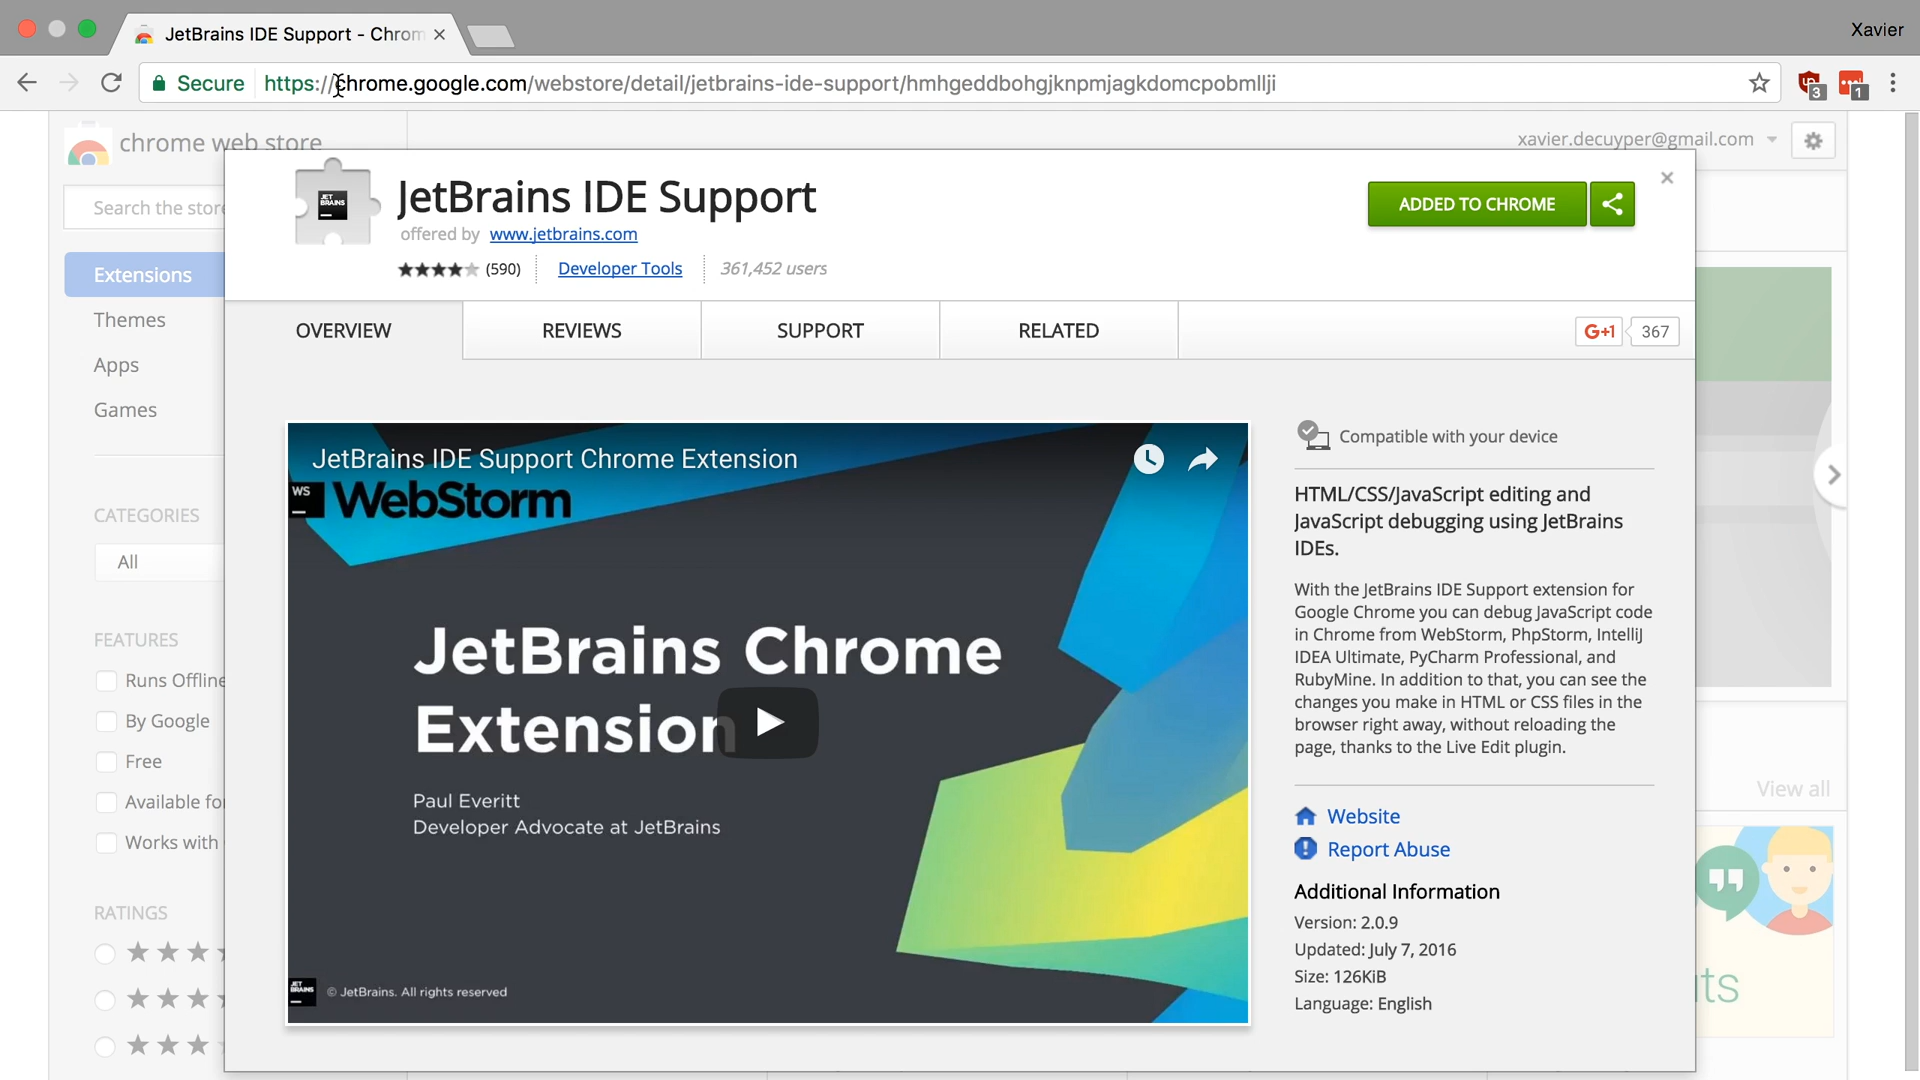 JetBrains IDE Support - Chrom
Xavier
Secure https://chrome.google.com/webstore/detail/jetbrains-ide-support/hmhgeddbohgjknpmjagkdomcpobmllji
3
1
chrome web store
xavier.decuyper@gmail.com
Search the store
Extensions
Themes
Apps
Games
CATEGORIES
All
FEATURES
Runs Offline
By Google
Free
Available for
Works with
RATINGS
JET BRAINS
JetBrains IDE Support
offered by www.jetbrains.com
(590)
Developer Tools
361,452 users
ADDED TO CHROME
OVERVIEW
REVIEWS
SUPPORT
RELATED
G+1
367
JetBrains IDE Support Chrome Extension
WS WebStorm
JetBrains Chrome
Extension
Paul Everitt
Developer Advocate at JetBrains
JET BRAINS
© JetBrains. All rights reserved
Compatible with your device
HTML/CSS/JavaScript editing and
JavaScript debugging using JetBrains
IDEs.
With the JetBrains IDE Support extension for
Google Chrome you can debug JavaScript code
in Chrome from WebStorm, PhpStorm, IntelliJ
IDEA Ultimate, PyCharm Professional, and
RubyMine. In addition to that, you can see the
changes you make in HTML or CSS files in the
browser right away, without reloading the
page, thanks to the Live Edit plugin.
Website
Report Abuse
Additional Information
Version: 2.0.9
Updated: July 7, 2016
Size: 126KiB
Language: English
View all